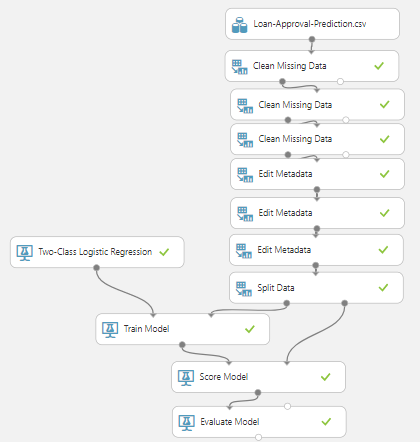 Loan-Approval-Prediction.csv
Clean Missing Data
Clean Missing Data
Clean Missing Data
Edit Metadata
Edit Metadata
Edit Metadata
Two-Class Logistic Regression
Split Data
Train Model
Score Model
Evaluate Model